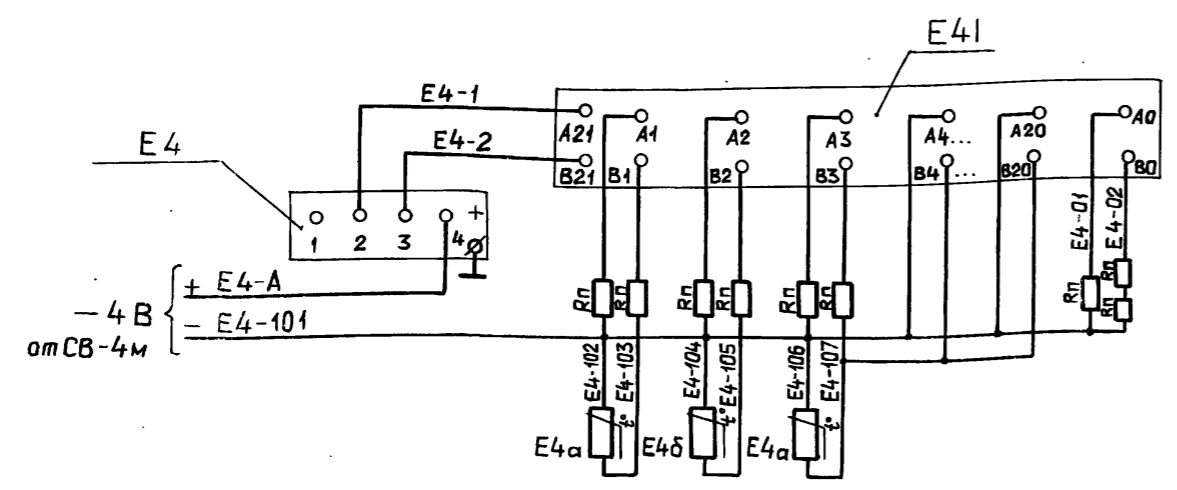 E41
E4-1
E4-2
E4
A21 A1 A2 A3 A4... A20 A0
B21 B1 B2 B3 B4... B20 B0
1 2 3 4 +
E4-01
E4-02
+ E4-A
− 4В
от СВ-4м
− E4-101
Rп Rп Rп Rп Rп Rп Rп Rп Rп
E4-102 E4-103 E4-104 E4-105 E4-106 E4-107
t° t° t°
E4а E4б E4а